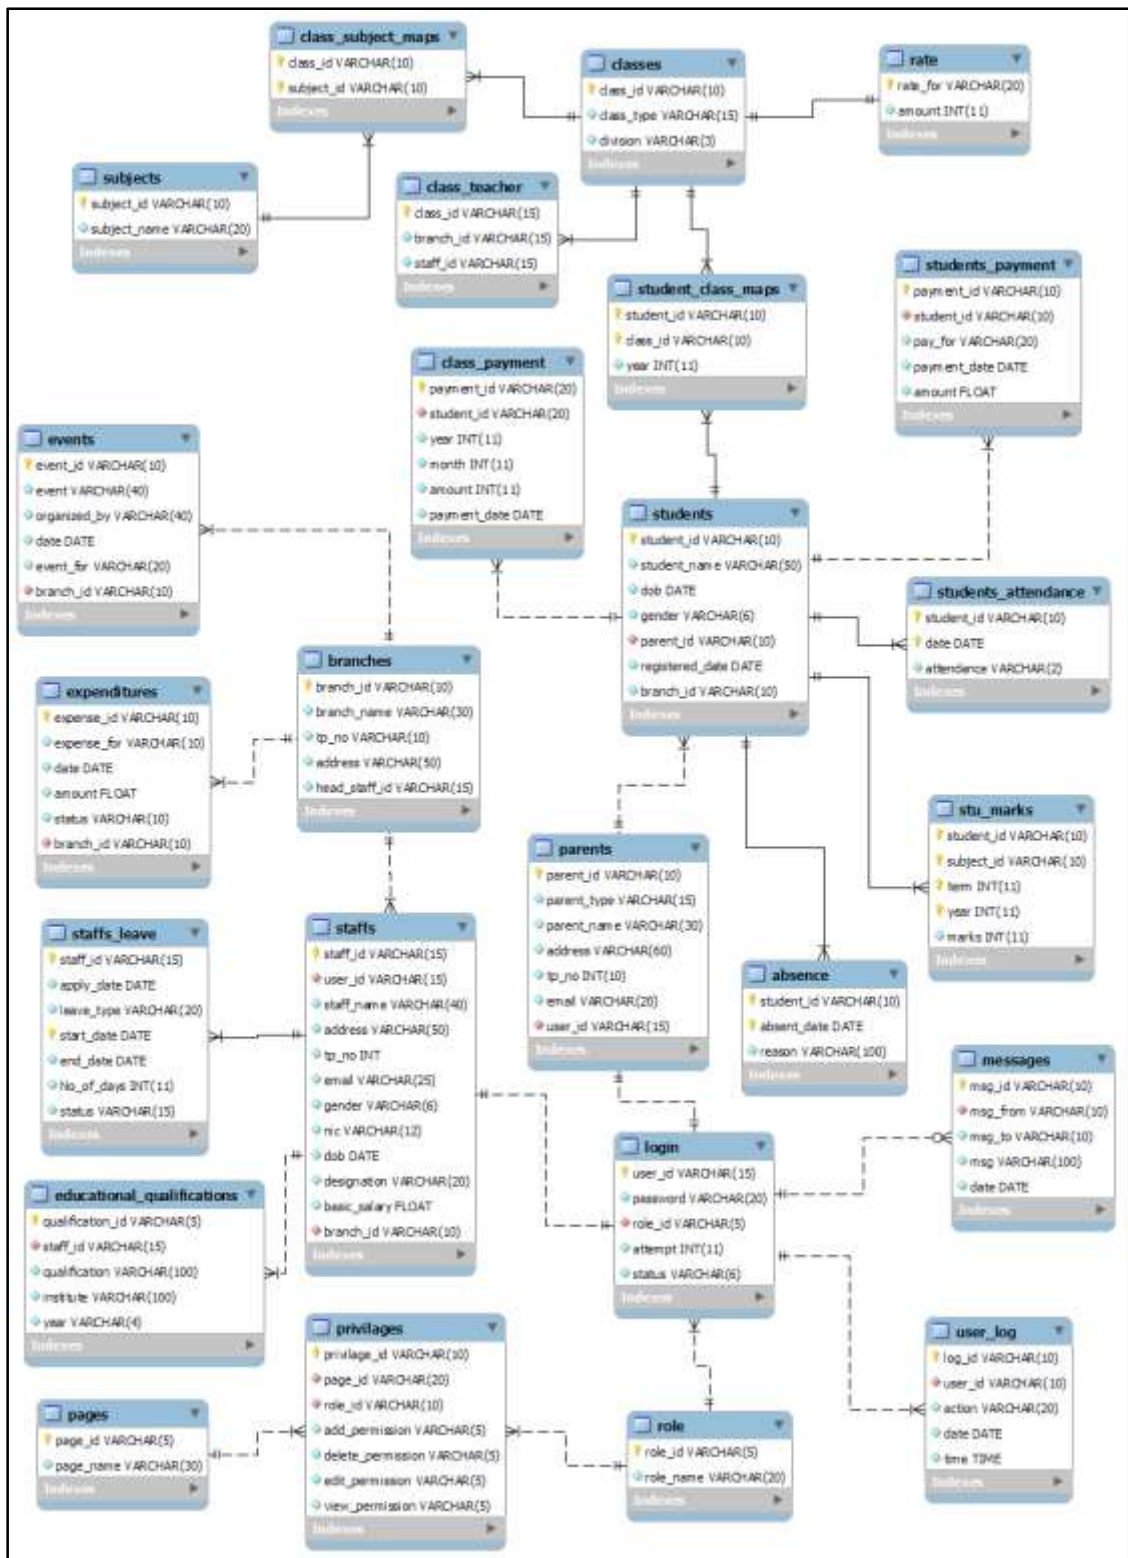 class_subject_maps
class_id VARCHAR(10)
subject_id VARCHAR(10)
Indexes
classes
class_id VARCHAR(10)
class_type VARCHAR(15)
division VARCHAR(3)
Indexes
rate
rate_for VARCHAR(20)
amount INT(11)
Indexes
subjects
subject_id VARCHAR(10)
subject_name VARCHAR(20)
Indexes
class_teacher
class_id VARCHAR(15)
branch_id VARCHAR(15)
staff_id VARCHAR(15)
Indexes
student_class_maps
student_id VARCHAR(10)
class_id VARCHAR(10)
year INT(11)
Indexes
students_payment
payment_id VARCHAR(10)
student_id VARCHAR(10)
pay_for VARCHAR(20)
payment_date DATE
amount FLOAT
Indexes
class_payment
payment_id VARCHAR(20)
student_id VARCHAR(20)
year INT(11)
month INT(11)
amount INT(11)
payment_date DATE
Indexes
events
event_id VARCHAR(10)
event VARCHAR(40)
organized_by VARCHAR(40)
date DATE
event_for VARCHAR(20)
branch_id VARCHAR(10)
Indexes
students
student_id VARCHAR(10)
student_name VARCHAR(50)
dob DATE
gender VARCHAR(6)
parent_id VARCHAR(10)
registered_date DATE
branch_id VARCHAR(10)
Indexes
students_attendance
student_id VARCHAR(10)
date DATE
attendance VARCHAR(2)
Indexes
branches
branch_id VARCHAR(10)
branch_name VARCHAR(30)
tp_no VARCHAR(10)
address VARCHAR(50)
head_staff_id VARCHAR(15)
Indexes
expenditures
expense_id VARCHAR(10)
expense_for VARCHAR(10)
date DATE
amount FLOAT
status VARCHAR(10)
branch_id VARCHAR(10)
Indexes
stu_marks
student_id VARCHAR(10)
subject_id VARCHAR(10)
term INT(11)
year INT(11)
marks INT(11)
Indexes
parents
parent_id VARCHAR(10)
parent_type VARCHAR(15)
parent_name VARCHAR(30)
address VARCHAR(60)
tp_no INT(10)
email VARCHAR(20)
user_id VARCHAR(15)
Indexes
staffs_leave
staff_id VARCHAR(15)
apply_date DATE
leave_type VARCHAR(20)
start_date DATE
end_date DATE
No_of_days INT(11)
status VARCHAR(15)
Indexes
staffs
staff_id VARCHAR(15)
user_id VARCHAR(15)
staff_name VARCHAR(40)
address VARCHAR(50)
tp_no INT
email VARCHAR(25)
gender VARCHAR(6)
nic VARCHAR(12)
dob DATE
designation VARCHAR(20)
basic_salary FLOAT
branch_id VARCHAR(10)
Indexes
absence
student_id VARCHAR(10)
absent_date DATE
reason VARCHAR(100)
Indexes
messages
msg_id VARCHAR(10)
msg_from VARCHAR(10)
msg_to VARCHAR(10)
msg VARCHAR(100)
date DATE
Indexes
login
user_id VARCHAR(15)
password VARCHAR(20)
role_id VARCHAR(5)
attempt INT(11)
status VARCHAR(6)
Indexes
educational_qualifications
qualification_id VARCHAR(5)
staff_id VARCHAR(15)
qualification VARCHAR(100)
institute VARCHAR(100)
year VARCHAR(4)
Indexes
privilages
privilage_id VARCHAR(10)
page_id VARCHAR(20)
role_id VARCHAR(10)
add_permission VARCHAR(5)
delete_permission VARCHAR(5)
edit_permission VARCHAR(5)
view_permission VARCHAR(5)
Indexes
user_log
log_id VARCHAR(10)
user_id VARCHAR(10)
action VARCHAR(20)
date DATE
time TIME
Indexes
pages
page_id VARCHAR(5)
page_name VARCHAR(30)
Indexes
role
role_id VARCHAR(5)
role_name VARCHAR(20)
Indexes